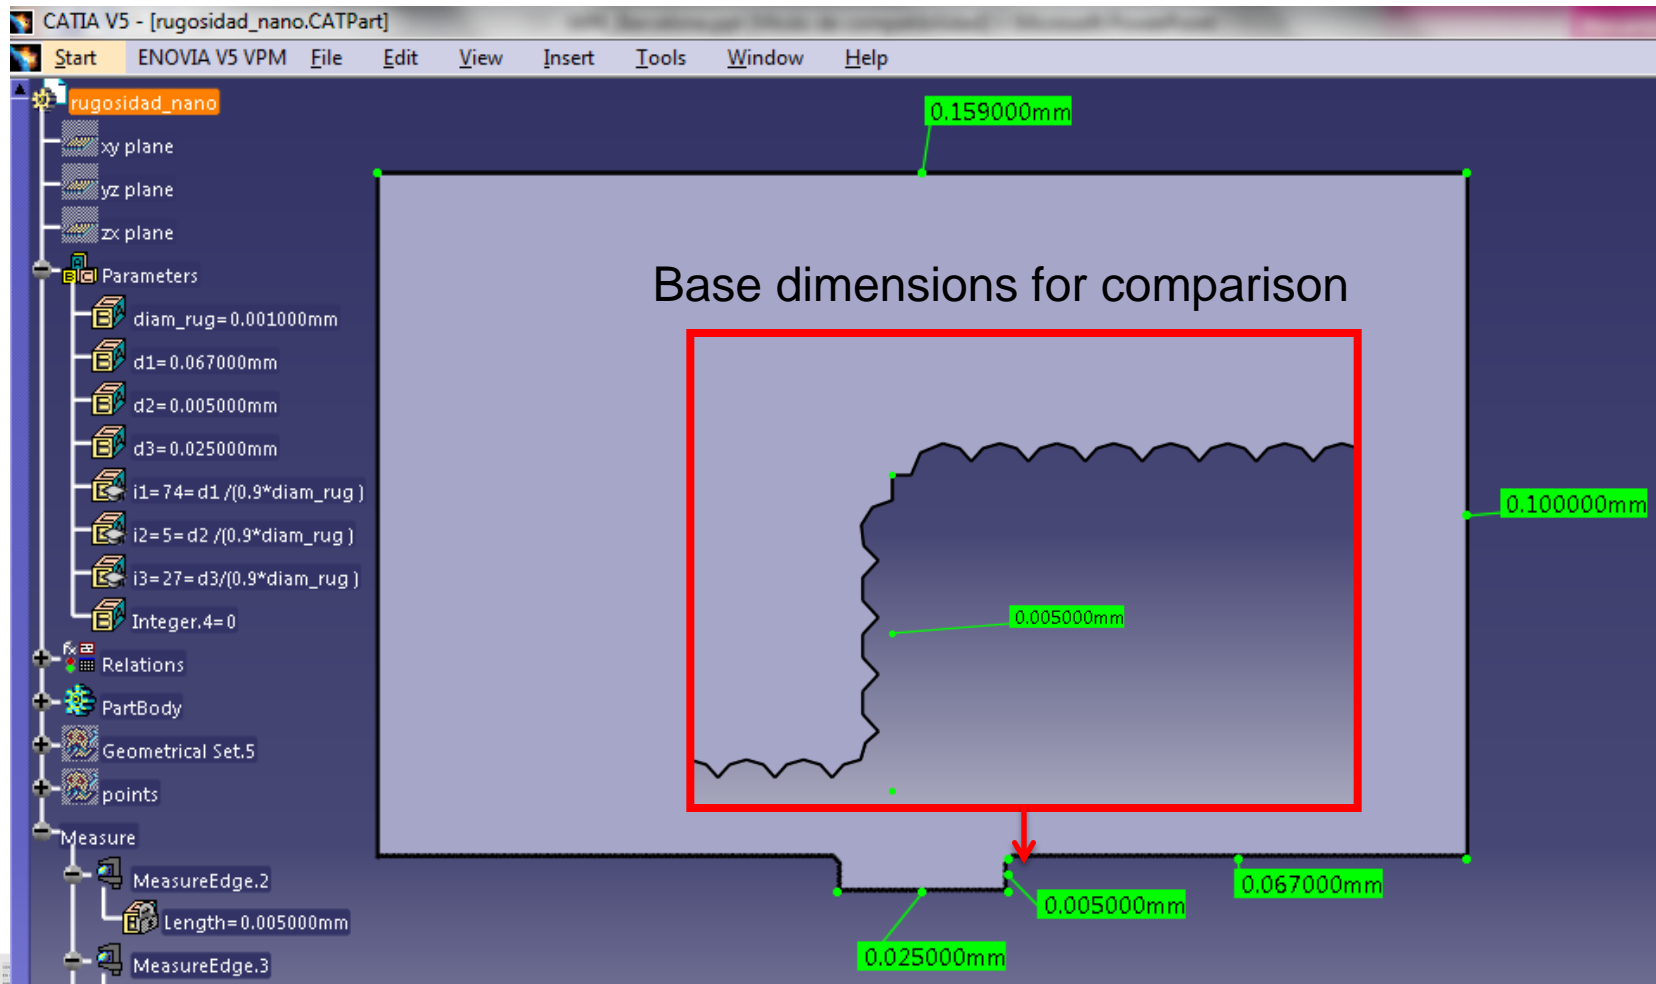 CATIA V5 - [rugosidad_nano.CATPart]
Start ENOVIA V5 VPM File Edit View Insert Tools Window Help
rugosidad_nano
xy plane
yz plane
zx plane
Parameters
diam_rug=0.001000mm
d1=0.067000mm
d2=0.005000mm
d3=0.025000mm
i1=74=d1/(0.9*diam_rug )
i2=5=d2/(0.9*diam_rug )
i3=27=d3/(0.9*diam_rug )
Integer.4=0
Relations
PartBody
Geometrical Set.5
points
Measure
MeasureEdge.2
Length=0.005000mm
MeasureEdge.3
0.159000mm
Base dimensions for comparison
0.100000mm
0.005000mm
0.067000mm
0.005000mm
0.025000mm